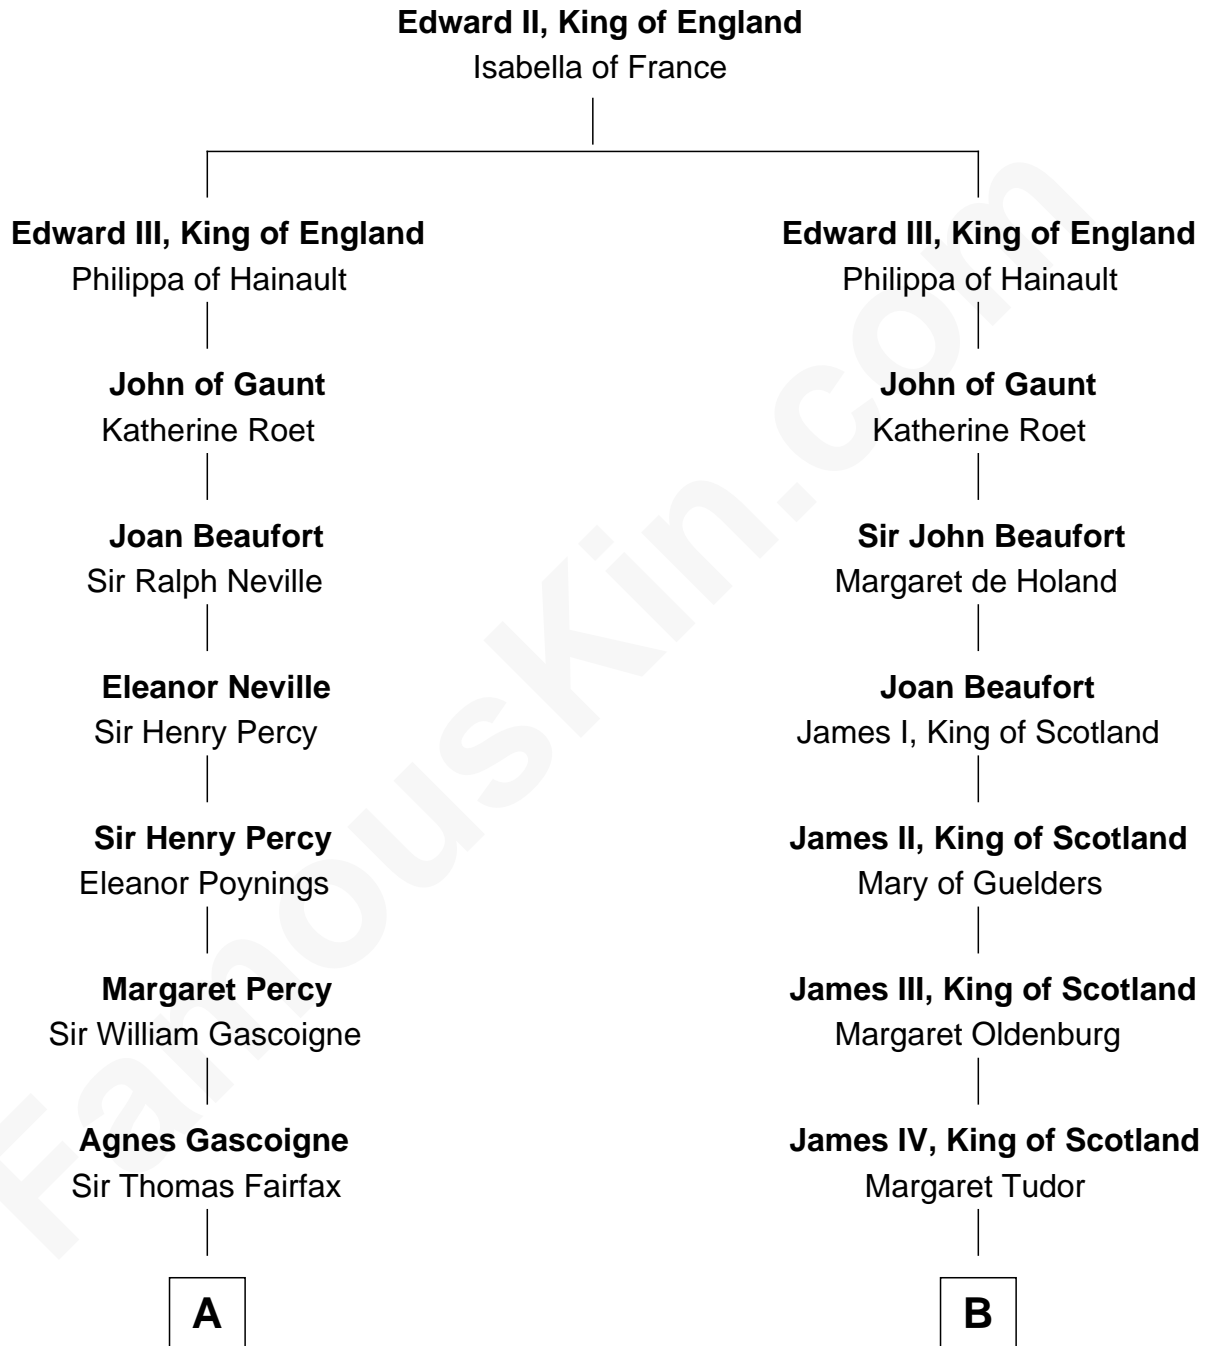 Edward II, King of England
Isabella of France
Edward III, King of England
Philippa of Hainault
John of Gaunt
Katherine Roet
Joan Beaufort
Sir Ralph Neville
Eleanor Neville
Sir Henry Percy
Sir Henry Percy
Eleanor Poynings
Margaret Percy
Sir William Gascoigne
Agnes Gascoigne
Sir Thomas Fairfax
A
Edward III, King of England
Philippa of Hainault
John of Gaunt
Katherine Roet
Sir John Beaufort
Margaret de Holand
Joan Beaufort
James I, King of Scotland
James II, King of Scotland
Mary of Guelders
James III, King of Scotland
Margaret Oldenburg
James IV, King of Scotland
Margaret Tudor
B
FamousKin.com